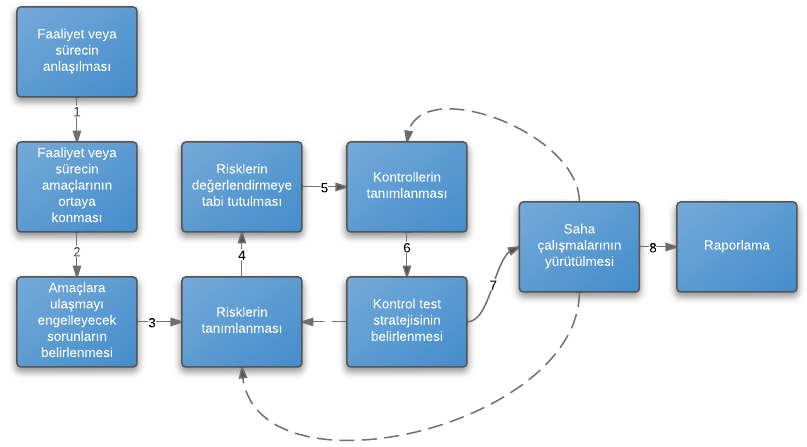 Faaliyet veya
sürecin
anlaşılması
1
Faaliyet veya
sürecin
amaçlarının
ortaya
konması
2
Amaçlara
ulaşmayı
engelleyecek
sorunların
belirlenmesi
3
Risklerin
tanımlanması
4
Risklerin
değerlendirmeye
tabi tutulması
5
Kontrollerin
tanımlanması
6
Kontrol test
stratejisinin
belirlenmesi
7
Saha
çalışmalarının
yürütülmesi
8
Raporlama